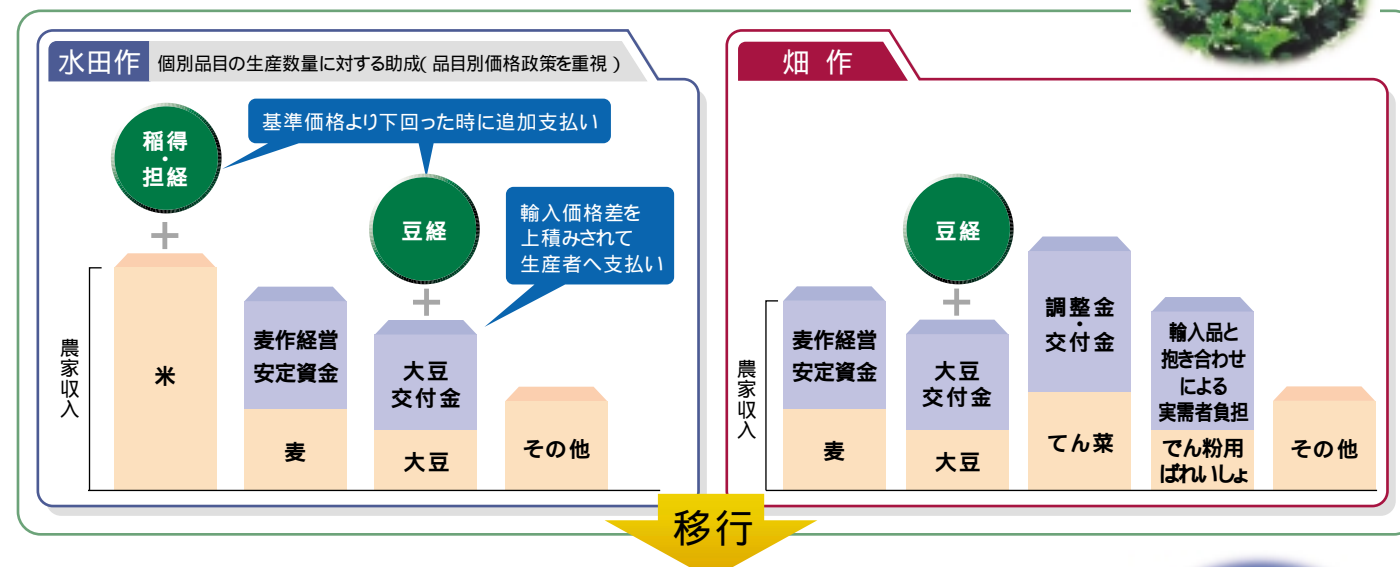 水田作
個別品目の生産数量に対する助成(品目別価格政策を重視)
稲得
・
担経
基準価格より下回った時に追加支払い
豆経
輸入価格差を
上積みされて
生産者へ支払い
農家収入
米
麦作経営
安定資金
麦
大豆
交付金
大豆
その他
畑 作
豆経
農家収入
麦作経営
安定資金
麦
大豆
交付金
大豆
調整金
・
交付金
てん菜
輸入品と
抱き合わせ
による
実需者負担
でん粉用
ばれいしょ
その他
移行